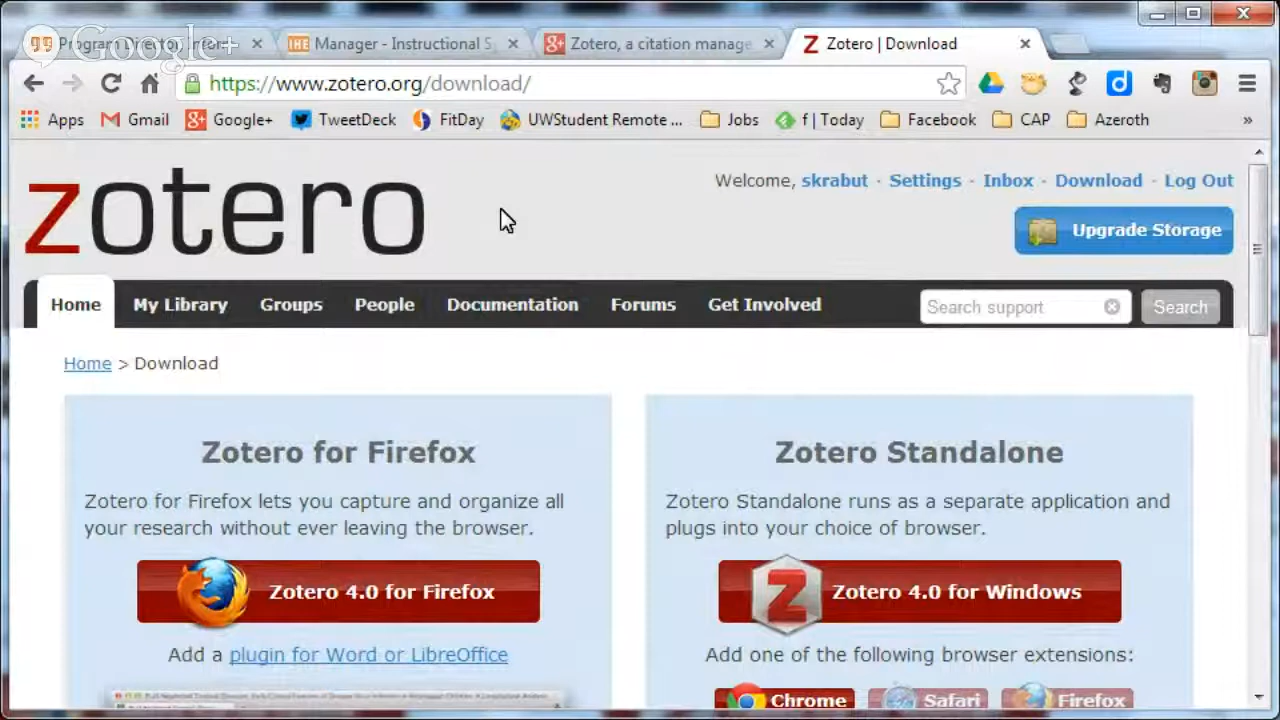 Program Director, Infor
Manager - Instructional S
Zotero, a citation manage
Zotero | Download
Google+
https://www.zotero.org/download/
Apps
Gmail
Google+
TweetDeck
FitDay
UWStudent Remote ...
Jobs
f | Today
Facebook
CAP
Azeroth
»
zotero
Welcome, skrabut · Settings · Inbox · Download · Log Out
Upgrade Storage
Home
My Library
Groups
People
Documentation
Forums
Get Involved
Search support
Search
Home > Download
Zotero for Firefox
Zotero for Firefox lets you capture and organize all
your research without ever leaving the browser.
Zotero 4.0 for Firefox
Add a plugin for Word or LibreOffice
Zotero Standalone
Zotero Standalone runs as a separate application and
plugs into your choice of browser.
Zotero 4.0 for Windows
Add one of the following browser extensions:
Chrome
Safari
Firefox